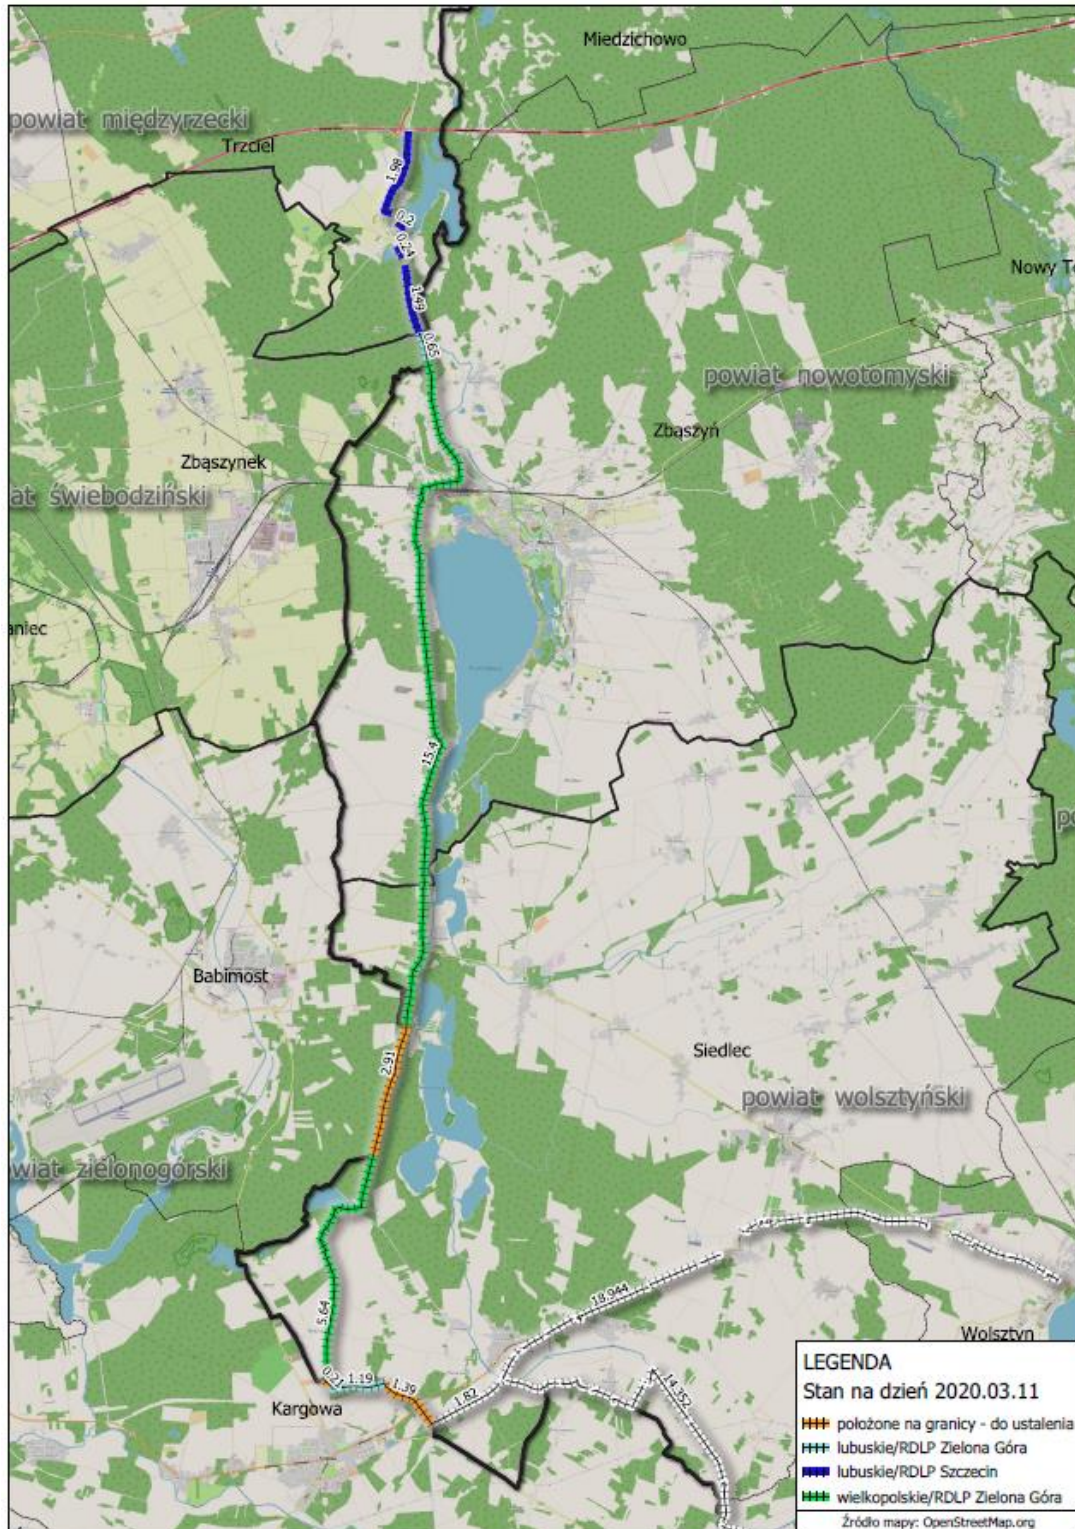 Miedzichowo
powiat międzyrzecki
Trzciel
1.98
0.2
0.24
Nowy To
1.49
0.65
powiat nowotomyski
Zbąszyń
Zbąszynek
at świebodziński
aniec
15.4
po
Babimost
2.91
Siedlec
powiat wolsztyński
wiat zielonogórski
18.944
5.64
Wolsztyn
0.21
1.19
1.39
1.82
14.352
Kargowa
LEGENDA
Stan na dzień 2020.03.11
położone na granicy - do ustalenia
lubuskie/RDLP Zielona Góra
lubuskie/RDLP Szczecin
wielkopolskie/RDLP Zielona Góra
Źródło mapy: OpenStreetMap.org